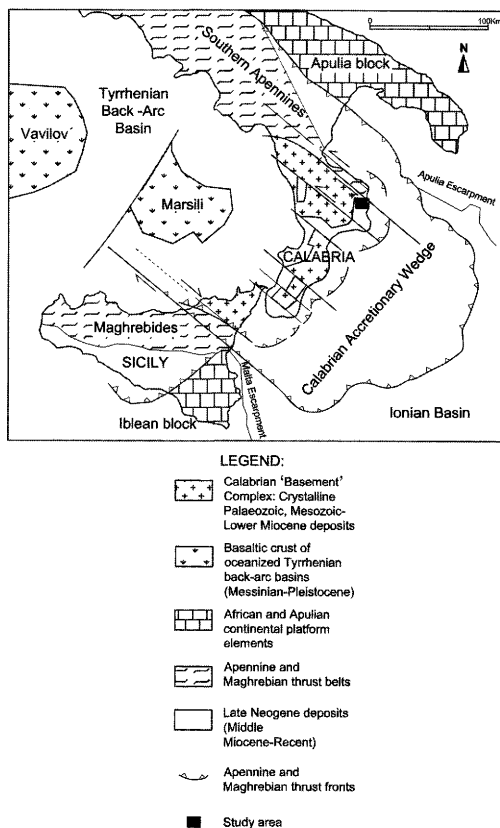 0
100Km
N
Southern Apennines
Apulia block
Tyrrhenian
Back -Arc
Basin
Vavilov
Apulia Escarpment
Marsili
CALABRIA
Calabrian Accretionary Wedge
Maghrebides
SICILY
Malta Escarpment
Iblean block
Ionian Basin
LEGEND:
Calabrian 'Basement'
Complex: Crystalline
Palaeozoic, Mesozoic-
Lower Miocene deposits
Basaltic crust of
oceanized Tyrrhenian
back-arc basins
(Messinian-Pleistocene)
African and Apulian
continental platform
elements
Apennine and
Maghrebian thrust belts
Late Neogene deposits
(Middle
Miocene-Recent)
Apennine and
Maghrebian thrust fronts
Study area